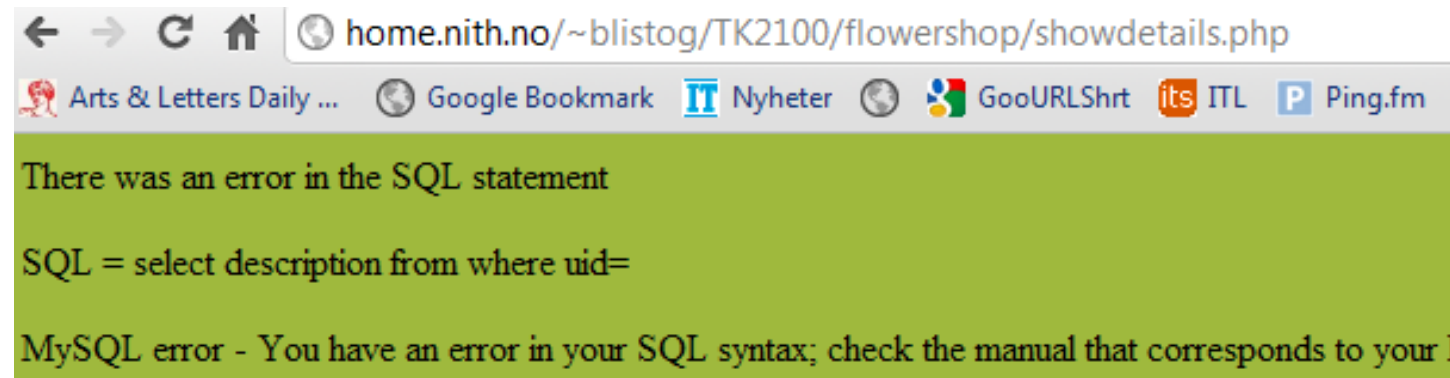 home.nith.no/~blistog/TK2100/flowershop/showdetails.php
Arts & Letters Daily ... Google Bookmark IT Nyheter GooURLShrt its ITL P Ping.fm
There was an error in the SQL statement
SQL = select description from where uid=
MySQL error - You have an error in your SQL syntax; check the manual that corresponds to your